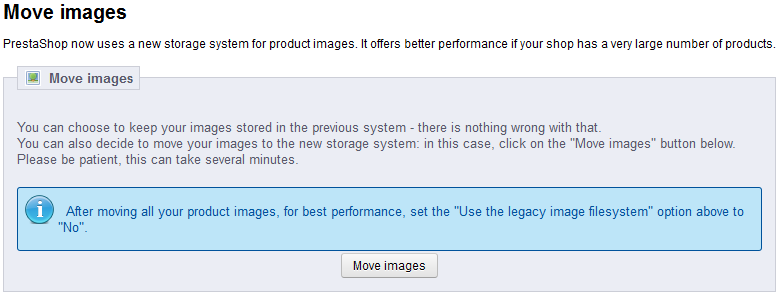 Move images
PrestaShop now uses a new storage system for product images. It offers better performance if your shop has a very large number of products.
Move images
You can choose to keep your images stored in the previous system - there is nothing wrong with that.
You can also decide to move your images to the new storage system: in this case, click on the "Move images" button below.
Please be patient, this can take several minutes.
After moving all your product images, for best performance, set the "Use the legacy image filesystem" option above to
"No".
Move images